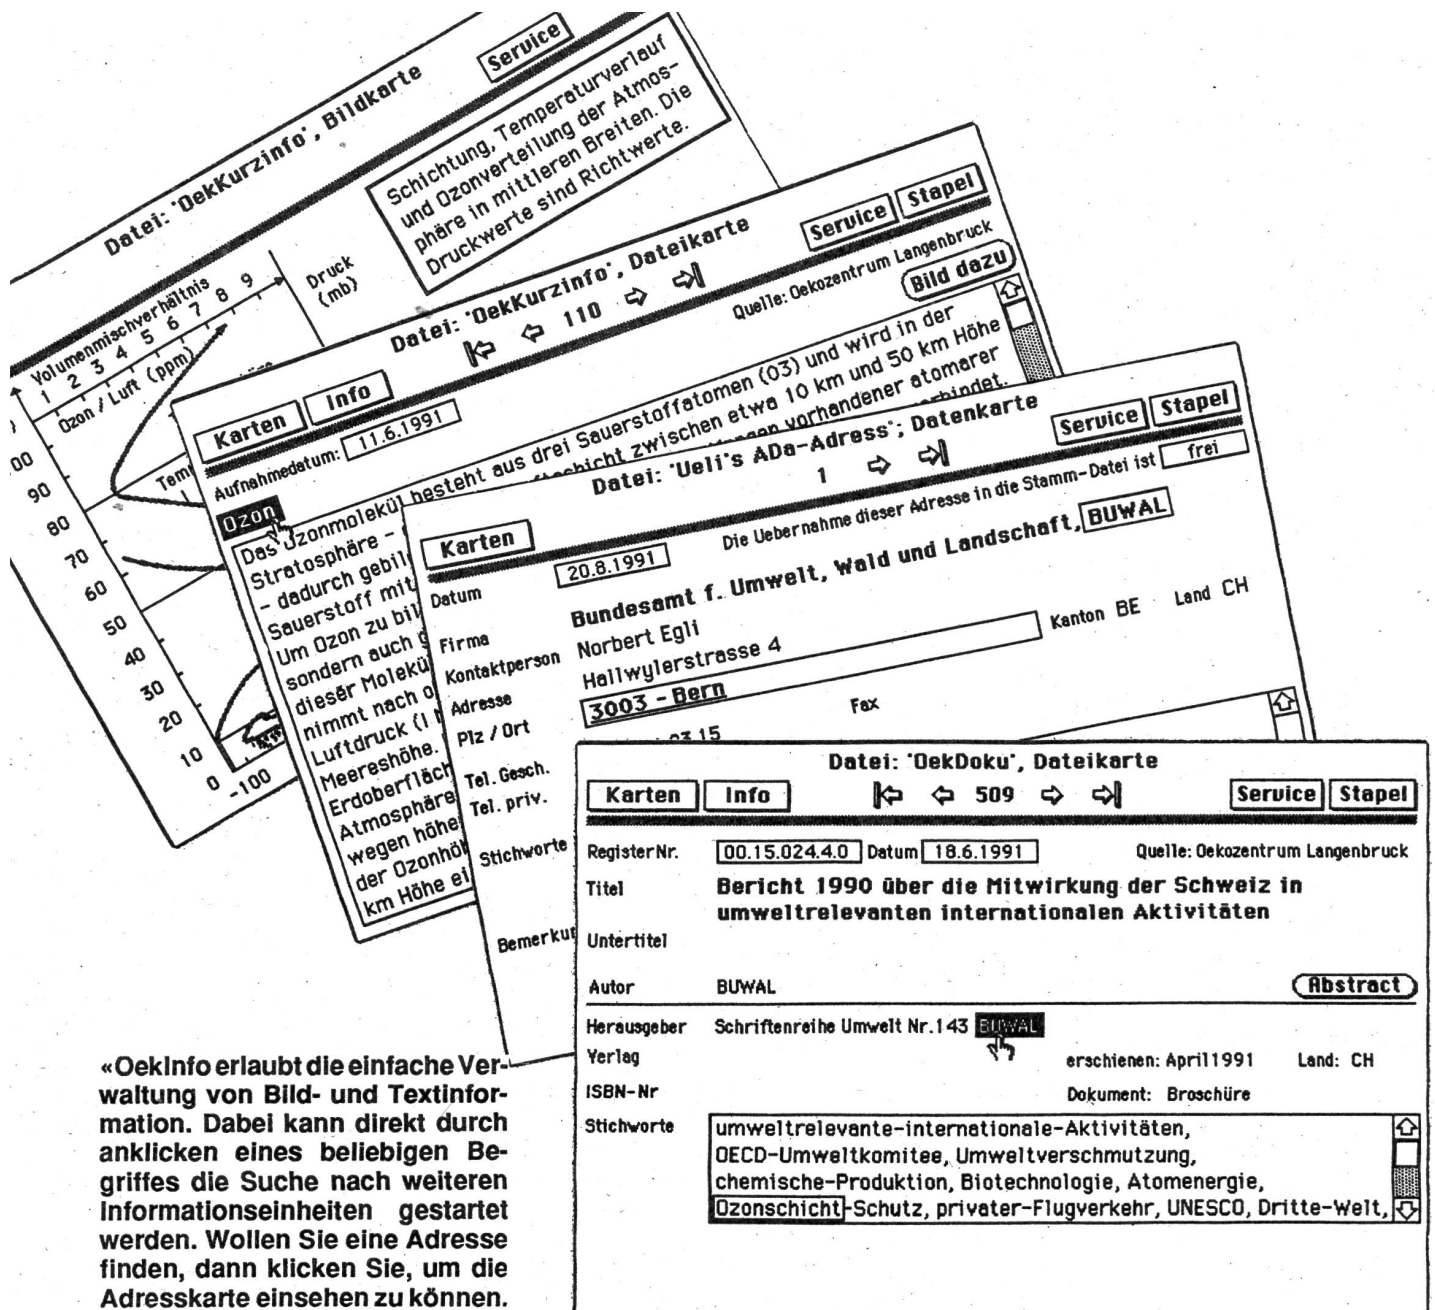 Datei: 'OekKurzinfo', Bildkarte
Service
Schichtung, Temperaturverlauf
und Ozonverteilung der Atmos-
phäre in mittleren Breiten. Die
Druckwerte sind Richtwerte.
Volumenmischverhältnis
1 2 3 4 5 6 7 8 9
Ozon / Luft (ppm)
Druck
(mb)
90
80
70
60
50
40
30
20
10
0
-100
Datei: 'OekKurzinfo', Dateikarte
110
Service Stapel
Karten Info
Quelle: Oekozentrum Langenbruck
Aufnahmedatum: 11.6.1991
Bild dazu
Ozon
Das Ozonmolekül besteht aus drei Sauerstoffatomen (O3) und wird in der
Stratosphäre - zwischen etwa 10 km und 50 km Höhe
- dadurch vorhandener atomarer
Sauerstoff mit
Um Ozon zu
sondern auch
dieser
nimmt nach
Luftdruck
Meereshöhe.
Atmosphäre
wegen
der
km Höhe
Datei: 'Ueli's ADa-Adress'; Datenkarte
1
Service Stapel
Karten
Die Uebernahme dieser Adresse in die Stamm-Datei ist frei
Datum 20.8.1991
Firma Bundesamt f. Umwelt, Wald und Landschaft, BUWAL
Kontaktperson Norbert Egli
Adresse Hallwylerstrasse 4
Plz / Ort 3003 - Bern Kanton BE Land CH
Tel. Gesch. Fax
Tel. priv.
Stichworte
Datei: 'OekDoku', Dateikarte
Karten Info 509 Service Stapel
Register Nr. 00.15.024.4.0 Datum 18.6.1991 Quelle: Oekozentrum Langenbruck
Titel Bericht 1990 über die Mitwirkung der Schweiz in
umweltrelevanten internationalen Aktivitäten
Untertitel
Autor BUWAL Abstract
Herausgeber Schriftenreihe Umwelt Nr.143 BUWAL
Verlag erschienen: April1991 Land: CH
ISBN-Nr Dokument: Broschüre
Stichworte umweltrelevante-internationale-Aktivitäten,
OECD-Umweltkomitee, Umweltverschmutzung,
chemische-Produktion, Biotechnologie, Atomenergie,
Ozonschicht-Schutz, privater-Flugverkehr, UNESCO, Dritte-Welt,
«OekInfo erlaubt die einfache Ver-
waltung von Bild- und Textinfor-
mation. Dabei kann direkt durch
anklicken eines beliebigen Be-
griffes die Suche nach weiteren
Informationseinheiten gestartet
werden. Wollen Sie eine Adresse
finden, dann klicken Sie, um die
Adresskarte einsehen zu können.